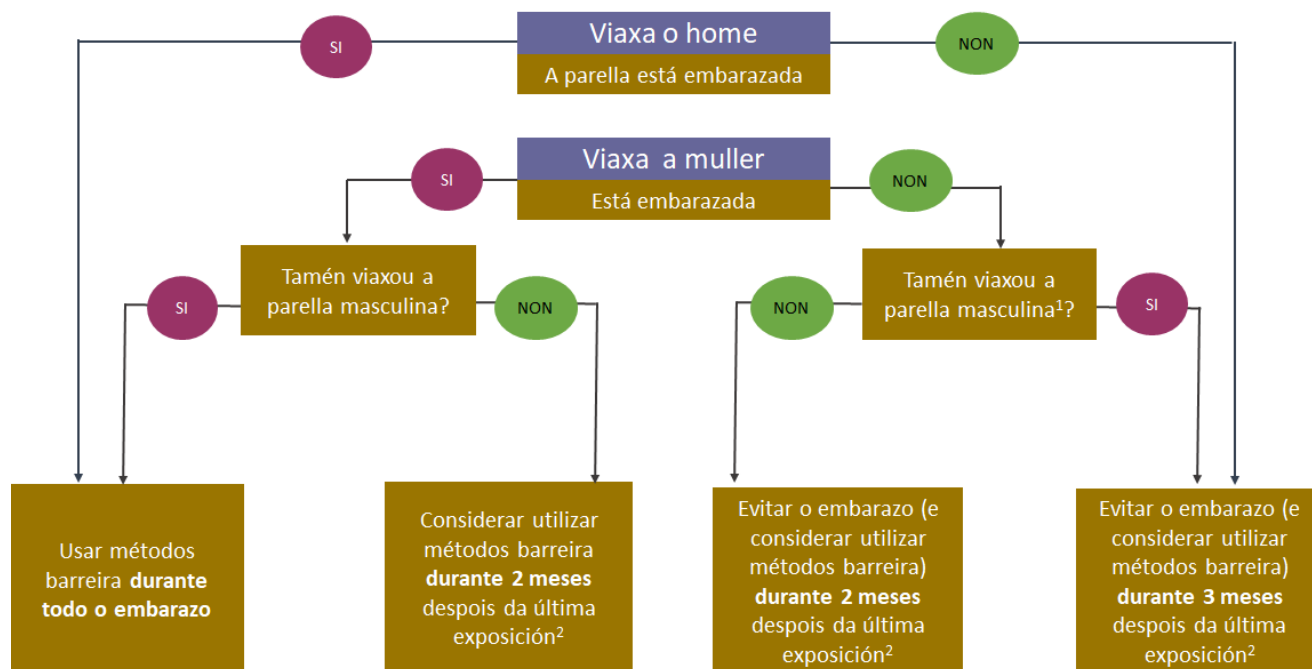 Viaxa o home
SI
NON
A parella está embarazada
Viaxa a muller
SI
NON
Está embarazada
Tamén viaxou a
parella masculina?
SI
NON
Tamén viaxou a
parella masculina¹?
NON
SI
Usar métodos
barreira durante
todo o embarazo
Considerar utilizar
métodos barreira
durante 2 meses
despois da última
exposición²
Evitar o embarazo (e
considerar utilizar
métodos barreira)
durante 2 meses
despois da última
exposición²
Evitar o embarazo (e
considerar utilizar
métodos barreira)
durante 3 meses
despois da última
exposición²